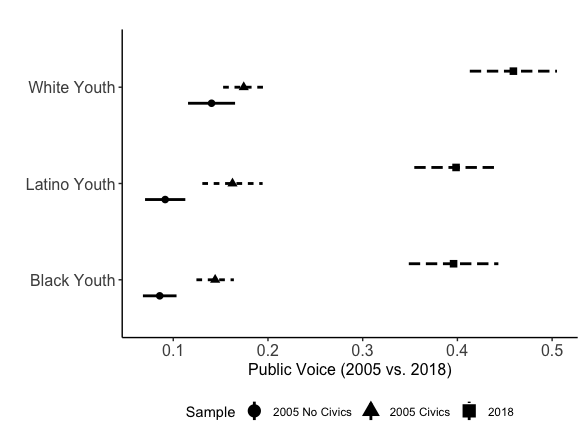 White Youth
Latino Youth
Black Youth
0.1 0.2 0.3 0.4 0.5
Public Voice (2005 vs. 2018)
Sample 2005 No Civics 2005 Civics 2018